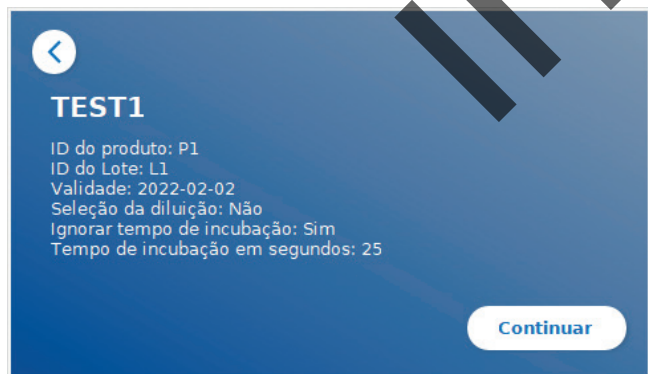 TEST1
ID do produto: P1
ID do Lote: L1
Validade: 2022-02-02
Seleção da diluição: Não
Ignorar tempo de incubação: Sim
Tempo de incubação em segundos: 25
Continuar